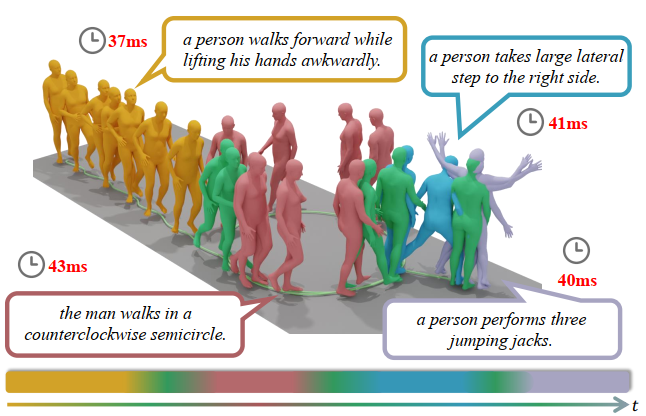 37ms
a person walks forward while
lifting his hands awkwardly.
a person takes large lateral
step to the right side.
41ms
43ms
40ms
the man walks in a
counterclockwise semicircle.
a person performs three
jumping jacks.
t